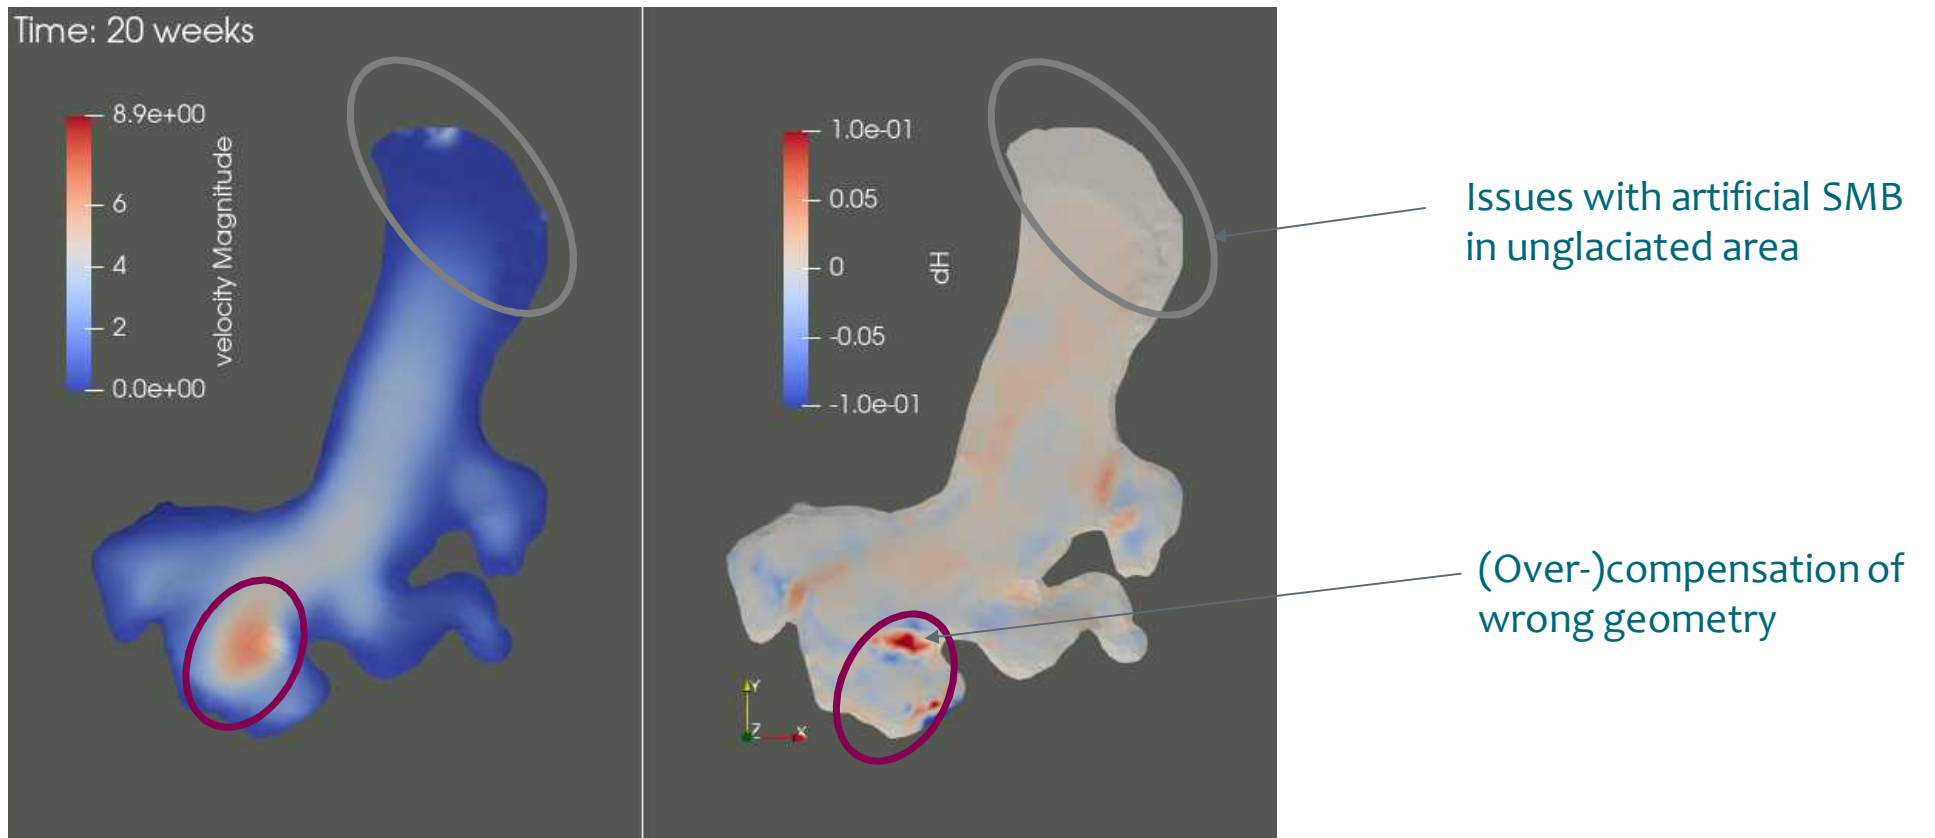 Time: 20 weeks
8.9e+00
6
4
2
0.0e+00
velocity Magnitude
1.0e-01
0.05
0
-0.05
-1.0e-01
dH
Issues with artificial SMB
in unglaciated area
(Over-)compensation of
wrong geometry
Y
Z
X